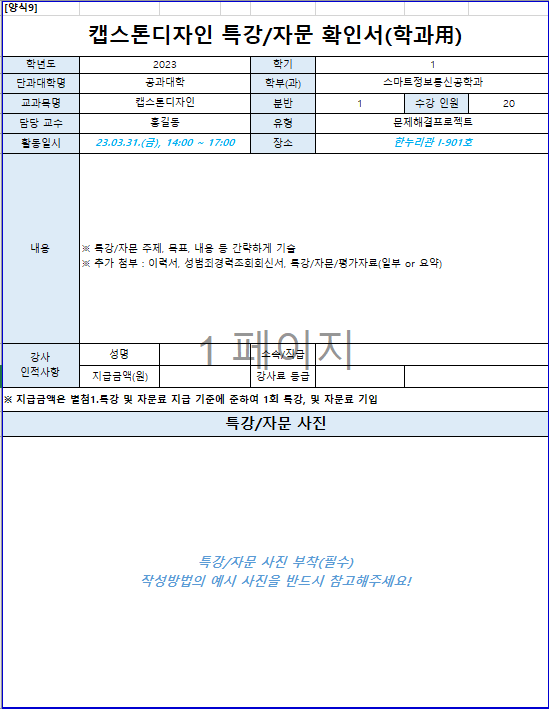 [양식9]
캡스톤디자인 특강/자문 확인서(학과用)
학년도 2023 학기 1
단과대학명 공과대학 학부(과) 스마트정보통신공학과
교과목명 캡스톤디자인 분반 1 수강 인원 20
담당 교수 홍길동 유형 문제해결프로젝트
활동일시 23.03.31.(금), 14:00 ~ 17:00 장소 한누리관 I-901호
내용
※ 특강/자문 주제, 목표, 내용 등 간략하게 기술
※ 추가 첨부 : 이력서, 성범죄경력조회회신서, 특강/자문/평가자료(일부 or 요약)
1 페이지
강사
인적사항
성명 소속/직급
지급금액(원) 강사료 등급
※ 지급금액은 별첨1.특강 및 자문료 지급 기준에 준하여 1회 특강, 및 자문료 기입
특강/자문 사진
특강/자문 사진 부착(필수)
작성방법의 예시 사진을 반드시 참고해주세요!